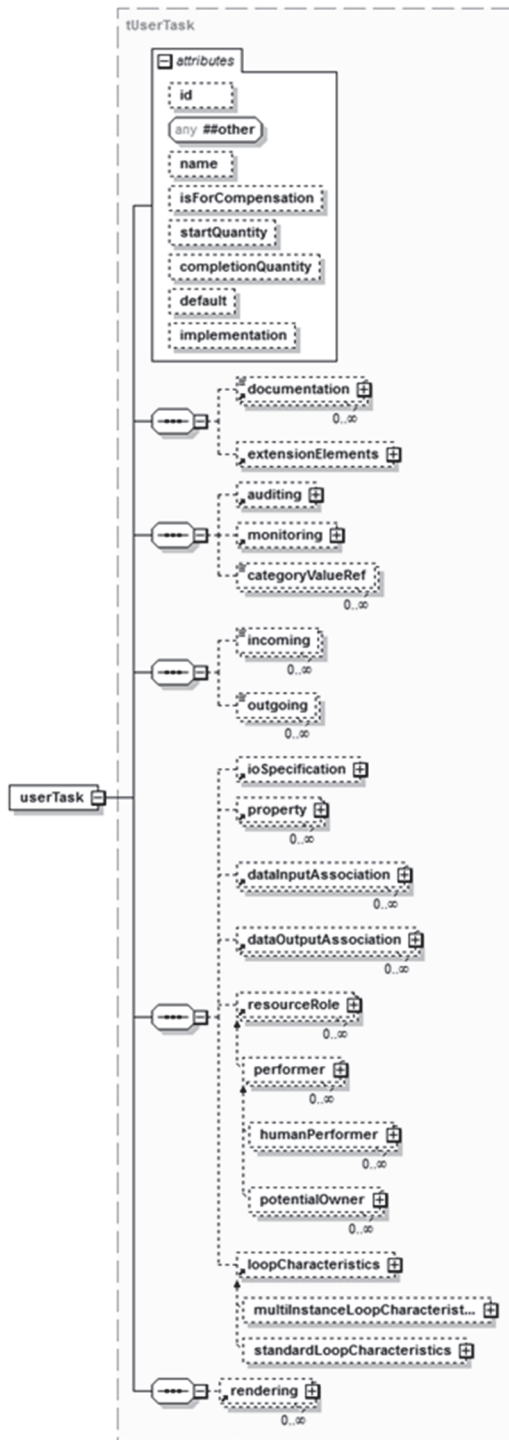 tUserTask
attributes
id
any ##other
name
isForCompensation
startQuantity
completionQuantity
default
implementation
documentation
0..∞
extensionElements
auditing
monitoring
categoryValueRef
0..∞
incoming
0..∞
outgoing
0..∞
ioSpecification
userTask
property
0..∞
dataInputAssociation
0..∞
dataOutputAssociation
0..∞
resourceRole
0..∞
performer
0..∞
humanPerformer
0..∞
potentialOwner
0..∞
loopCharacteristics
multiInstanceLoopCharacterist...
standardLoopCharacteristics
rendering
0..∞